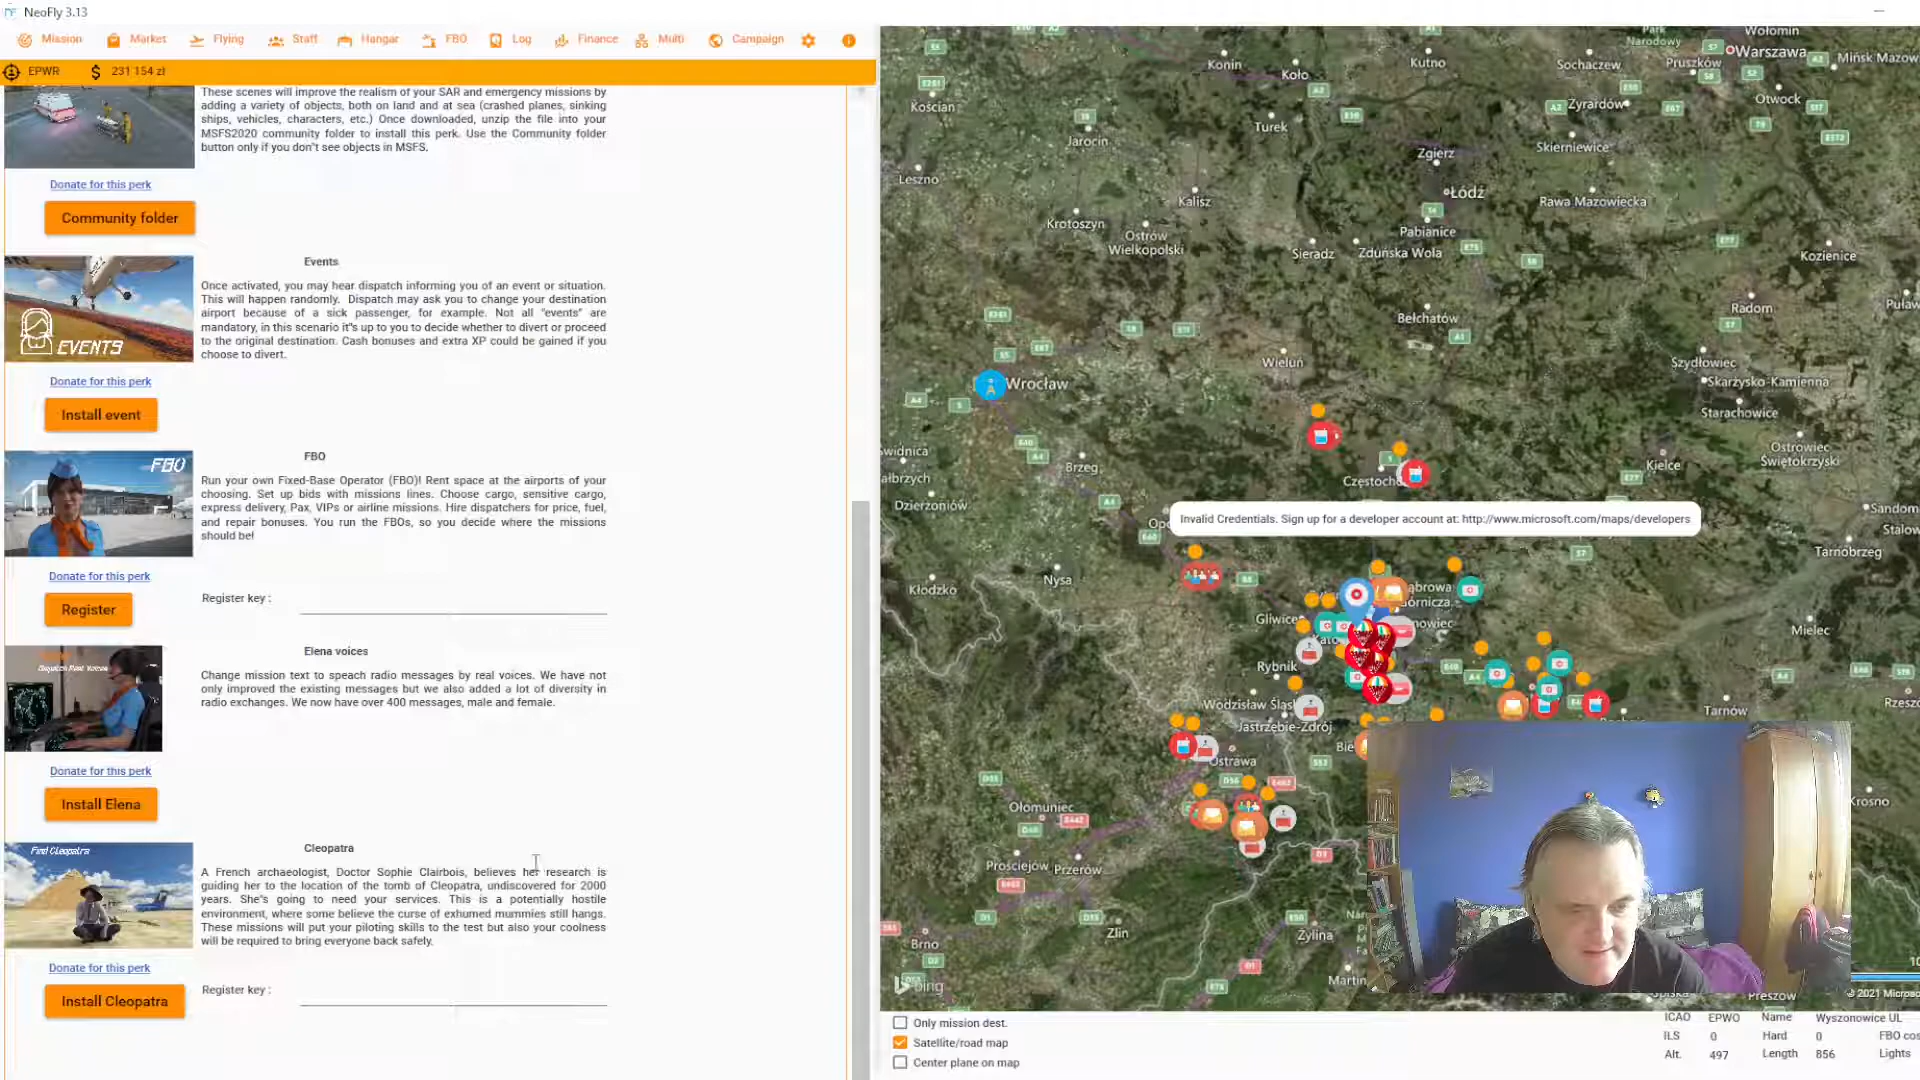 NeoFly 3.13
Mission Market Flying Staff Hangar FBO Log Finance Multi Campaign
EPWR $ 231 154 zł
These scenes will improve the realism of your SAR and emergency missions by
adding a variety of objects, both on land and at sea (crashed planes, sinking
ships, vehicles, characters, etc.) Once downloaded, unzip the file into your
MSFS2020 community folder to install this perk. Use the Community folder
button only if you don"t see objects in MSFS.
Donate for this perk
Community folder
Events
Once activated, you may hear dispatch informing you of an event or situation.
This will happen randomly. Dispatch may ask you to change your destination
airport because of a sick passenger, for example. Not all "events" are
mandatory, in this scenario it"s up to you to decide whether to divert or proceed
to the original destination. Cash bonuses and extra XP could be gained if you
choose to divert.
EVENTS
Donate for this perk
Install event
FBO
FBO
Run your own Fixed-Base Operator (FBO)! Rent space at the airports of your
choosing. Set up bids with missions lines. Choose cargo, sensitive cargo,
express delivery, Pax, VIPs or airline missions. Hire dispatchers for price, fuel,
and repair bonuses. You run the FBOs, so you decide where the missions
should be!
Donate for this perk
Register key :
Register
Elena voices
Change mission text to speach radio messages by real voices. We have not
only improved the existing messages but we also added a lot of diversity in
radio exchanges. We now have over 400 messages, male and female.
Donate for this perk
Install Elena
Cleopatra
Find Cleopatra
A French archaeologist, Doctor Sophie Clairbois, believes her research is
guiding her to the location of the tomb of Cleopatra, undiscovered for 2000
years. She"s going to need your services. This is a potentially hostile
environment, where some believe the curse of exhumed mummies still hangs.
These missions will put your piloting skills to the test but also your coolness
will be required to bring everyone back safely.
Donate for this perk
Register key :
Install Cleopatra
Park
Narodowy
Wołomin
Warszawa
Pruszków
Mińsk Mazow
Konin
Koło
Kutno
Sochaczew
Kościan
Żyrardów
Otwock
Turek
Jarocin
Skierniewice
Zgierz
Leszno
Kalisz
Łódź
Rawa Mazowiecka
Krotoszyn
Pabianice
Ostrów
Wielkopolski
Sieradz
Zduńska Wola
Kozienice
Radom
Puław
Bełchatów
Wieluń
Szydłowiec
Skarżysko-Kamienna
Wrocław
Starachowice
Ostrowiec
Świętokrzyski
Brzeg
Kielce
Częstoch
Dzierżoniów
Invalid Credentials. Sign up for a developer account at: http://www.microsoft.com/maps/developers
Sandom
Stalow
Tarnobrzeg
Nysa
Kłodzko
Gliwice
Mielec
Rybnik
Wodzisław Śląs
Jastrzębie-Zdrój
Tarnów
Rzesz
Ostrawa
Ołomuniec
Krosno
Prościejów
Przerów
Brno
Zlin
Żylina
Martin
Preszów
bing
© 2021 Microso
Only mission dest.
Satellite/road map
Center plane on map
ICAO EPWO Name Wyszonowice UL
ILS 0 Hard 0 FBO cos
Alt. 497 Length 856 Lights